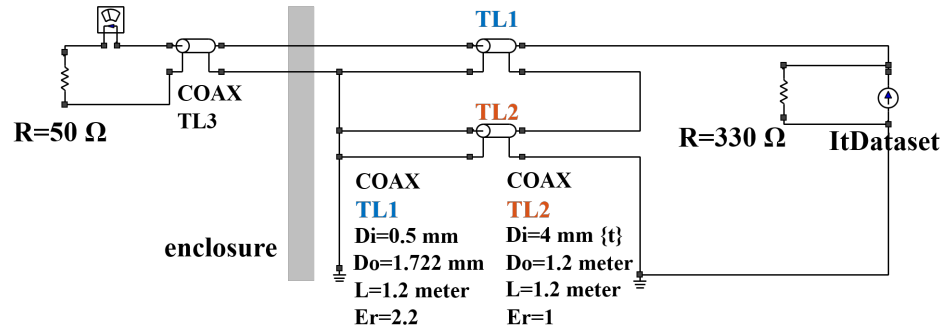 TL1
COAX
TL3
R=50 Ω
TL2
R=330 Ω
ItDataset
enclosure
COAX
TL1
Di=0.5 mm
Do=1.722 mm
L=1.2 meter
Er=2.2
COAX
TL2
Di=4 mm {t}
Do=1.2 meter
L=1.2 meter
Er=1